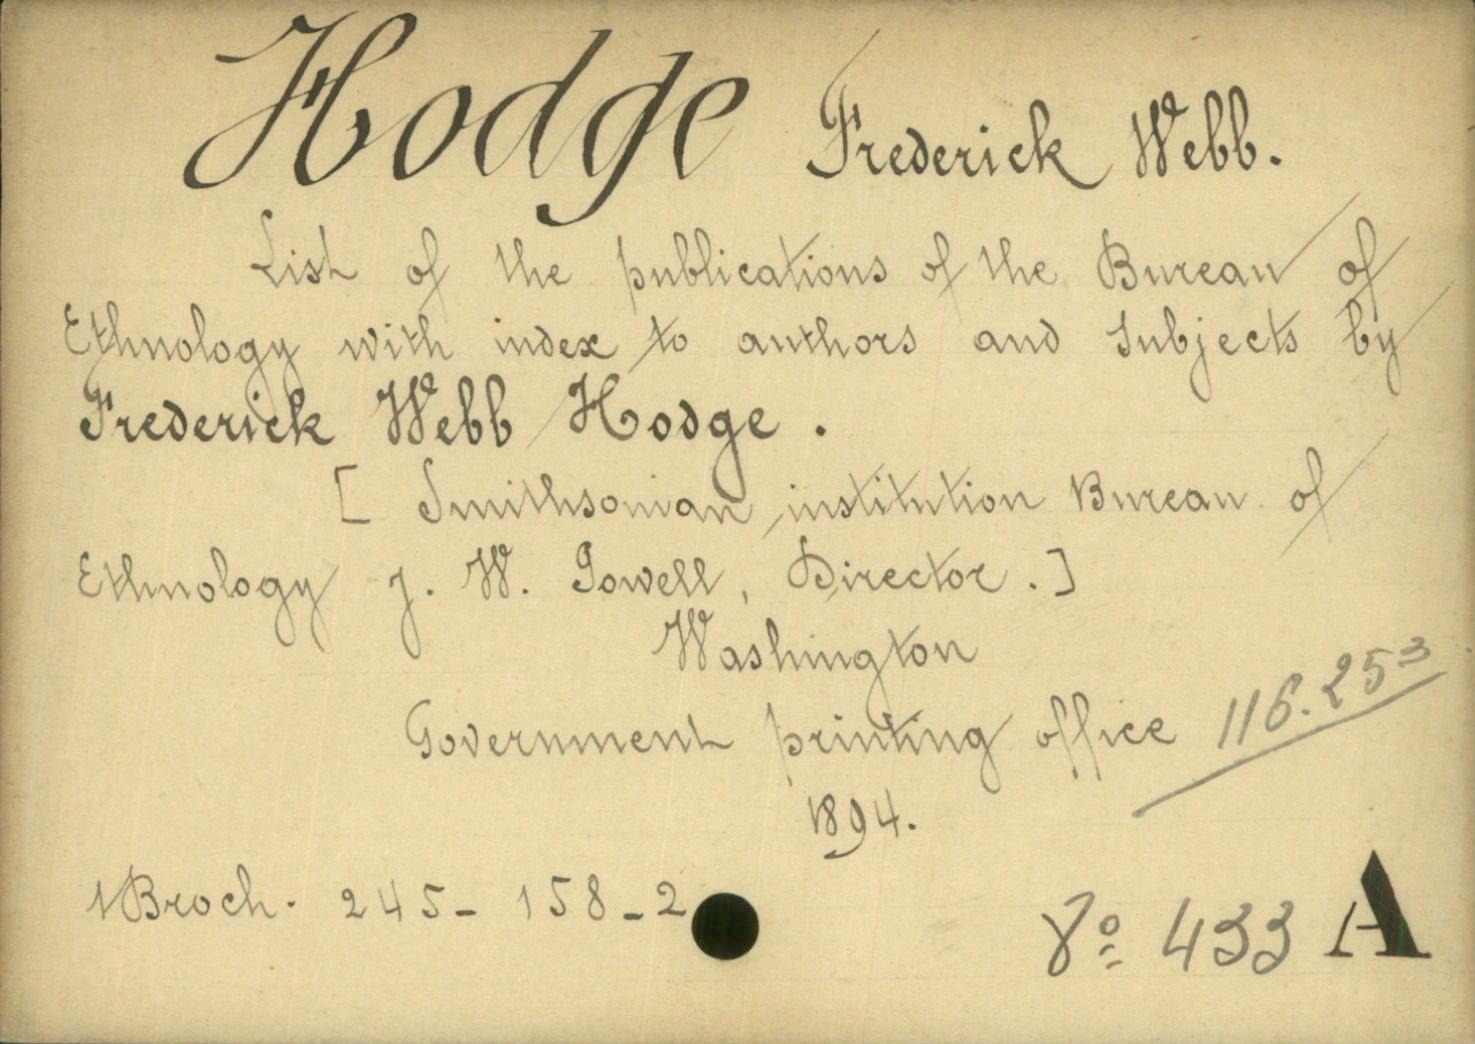 Hodge Frederick Webb.
List of the publications of the Bureau of
Ethnology with index to authors and Subjects by
Frederick Webb Hodge.
[ Smithsonian institution Bureau of
Ethnology J. W. Powell, Director.]
Washington
Government printing office 116.25³
1894.
1 Broch. 245-158-2
8º 433 A